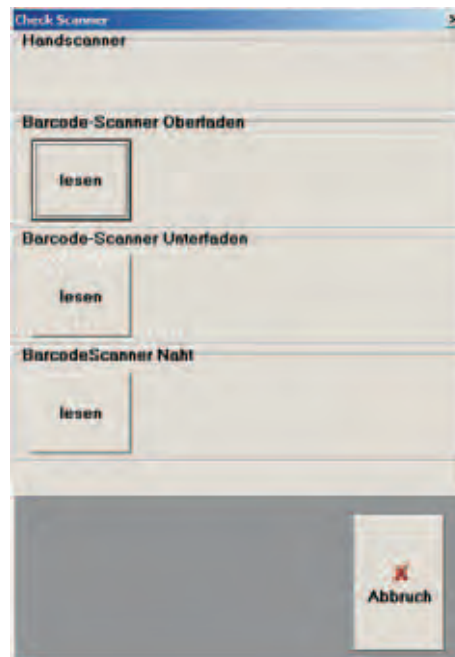 Check Scanner
Handscanner
Barcode-Scanner Oberfaden
lesen
Barcode-Scanner Unterfaden
lesen
BarcodeScanner Naht
lesen
Abbruch